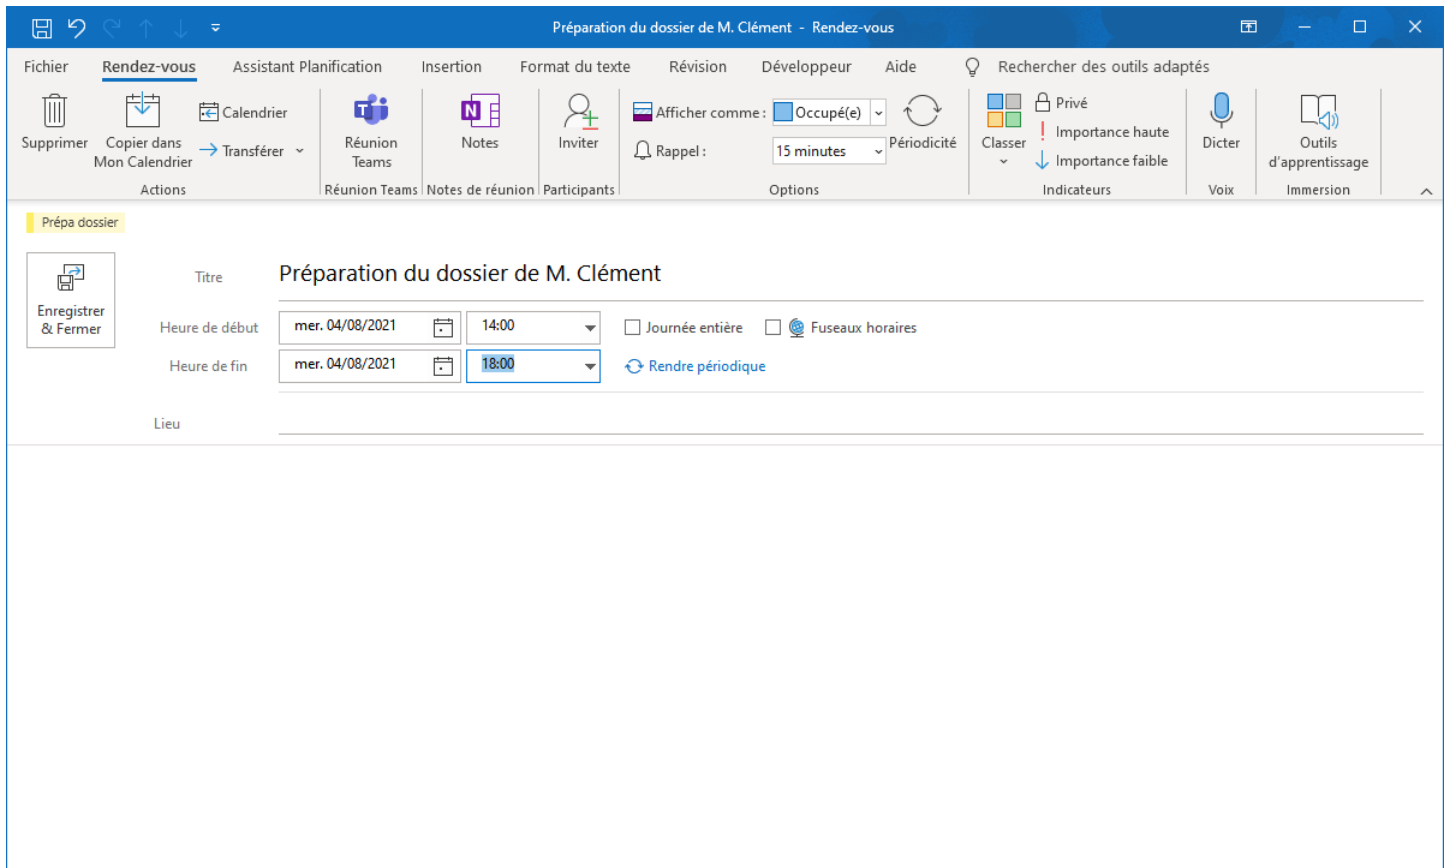 Préparation du dossier de M. Clément - Rendez-vous
Fichier Rendez-vous Assistant Planification Insertion Format du texte Révision Développeur Aide Rechercher des outils adaptés
Supprimer
Copier dans
Mon Calendrier
Calendrier
Transférer
Actions
Réunion
Teams
Réunion Teams
Notes
Notes de réunion
Inviter
Participants
Afficher comme : Occupé(e)
Rappel : 15 minutes
Périodicité
Options
Classer
Privé
Importance haute
Importance faible
Indicateurs
Dicter
Voix
Outils
d'apprentissage
Immersion
Prépa dossier
Enregistrer
& Fermer
Titre Préparation du dossier de M. Clément
Heure de début mer. 04/08/2021 14:00 Journée entière Fuseaux horaires
Heure de fin mer. 04/08/2021 18:00 Rendre périodique
Lieu